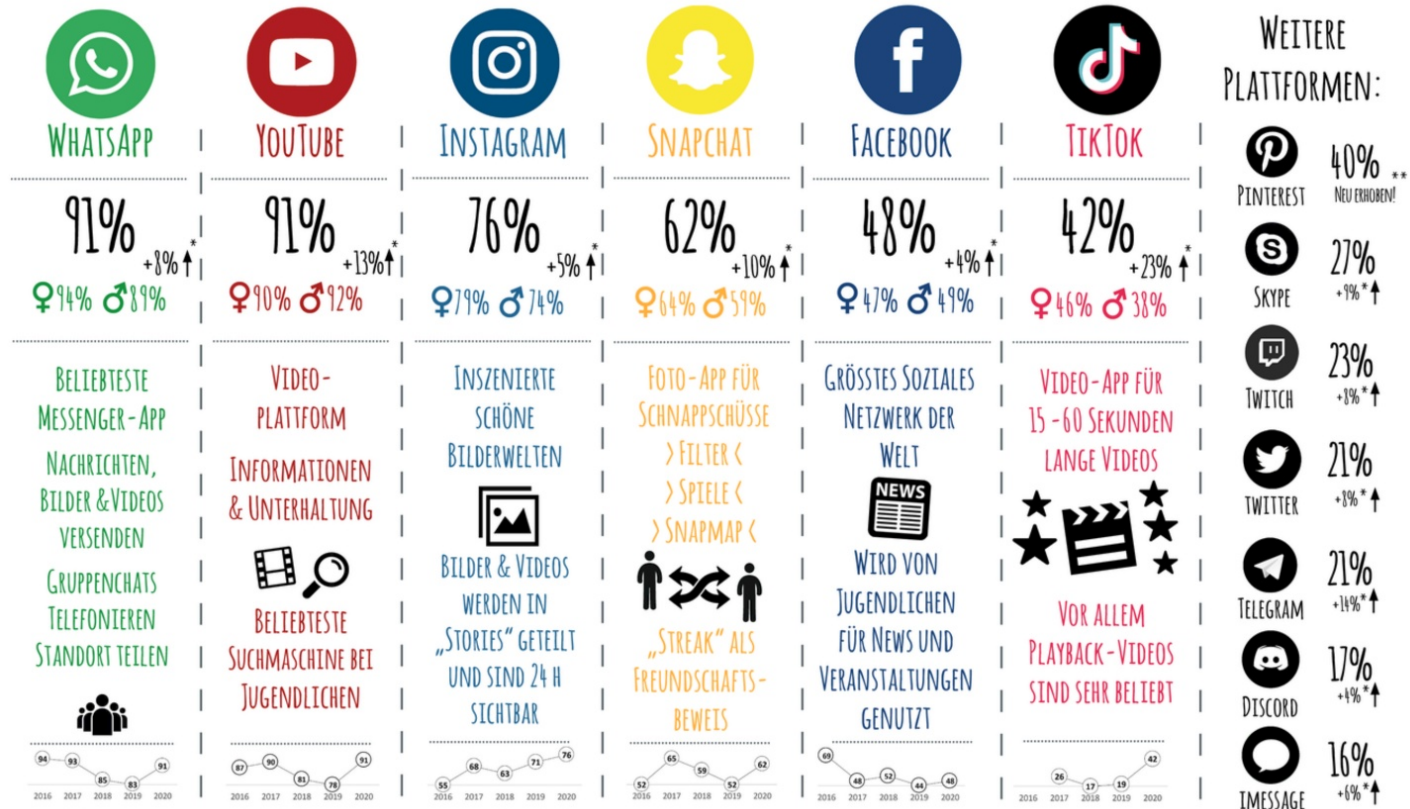 WHATSAPP
91%
+8% *
94% 89%
BELIEBTESTE
MESSENGER-APP
NACHRICHTEN,
BILDER & VIDEOS
VERSENDEN
GRUPPENCHATS
TELEFONIEREN
STANDORT TEILEN
94 93 85 83 91
2016 2017 2018 2019 2020
YOUTUBE
91%
+13% *
90% 92%
VIDEO-
PLATTFORM
INFORMATIONEN
& UNTERHALTUNG
BELIEBTESTE
SUCHMASCHINE BEI
JUGENDLICHEN
87 90 81 78 91
2016 2017 2018 2019 2020
INSTAGRAM
76%
+5% *
79% 74%
INSZENIERTE
SCHÖNE
BILDERWELTEN
BILDER & VIDEOS
WERDEN IN
„STORIES“ GETEILT
UND SIND 24 H
SICHTBAR
55 68 63 71 76
2016 2017 2018 2019 2020
SNAPCHAT
62%
+10% *
64% 59%
FOTO-APP FÜR
SCHNAPPSCHÜSSE
> FILTER <
> SPIELE <
> SNAPMAP <
„STREAK“ ALS
FREUNDSCHAFTS-
BEWEIS
52 65 59 52 62
2016 2017 2018 2019 2020
FACEBOOK
48%
+4% *
47% 49%
GRÖSSTES SOZIALES
NETZWERK DER
WELT
NEWS
WIRD VON
JUGENDLICHEN
FÜR NEWS UND
VERANSTALTUNGEN
GENUTZT
69 48 52 44 48
2016 2017 2018 2019 2020
TIKTOK
42%
+23% *
46% 38%
VIDEO-APP FÜR
15 -60 SEKUNDEN
LANGE VIDEOS
VOR ALLEM
PLAYBACK-VIDEOS
SIND SEHR BELIEBT
26 17 19 42
2016 2017 2018 2019 2020
WEITERE
PLATTFORMEN:
PINTEREST
40% **
NEU ERHOBEN!
SKYPE
27%
+9% *
TWITCH
23%
+8% *
TWITTER
21%
+8% *
TELEGRAM
21%
+14% *
DISCORD
17%
+4% *
IMESSAGE
16%
+6% *